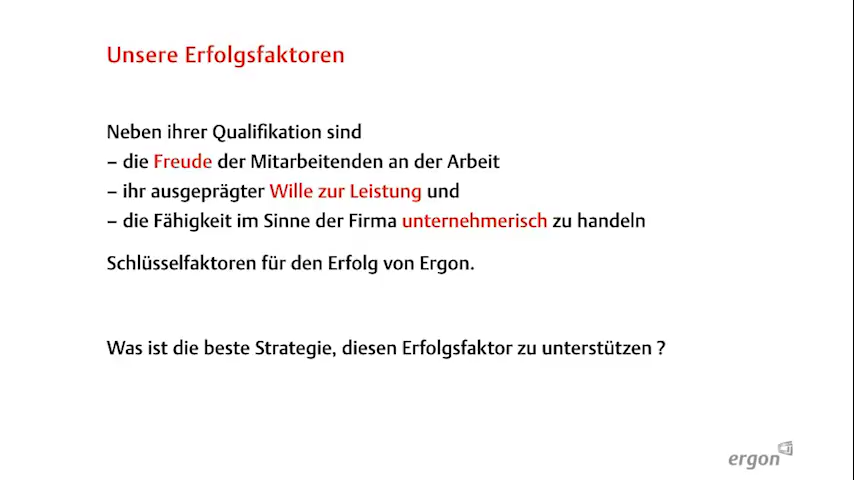 Unsere Erfolgsfaktoren
Neben ihrer Qualifikation sind
– die Freude der Mitarbeitenden an der Arbeit
– ihr ausgeprägter Wille zur Leistung und
– die Fähigkeit im Sinne der Firma unternehmerisch zu handeln
Schlüsselfaktoren für den Erfolg von Ergon.
Was ist die beste Strategie, diesen Erfolgsfaktor zu unterstützen ?
ergon